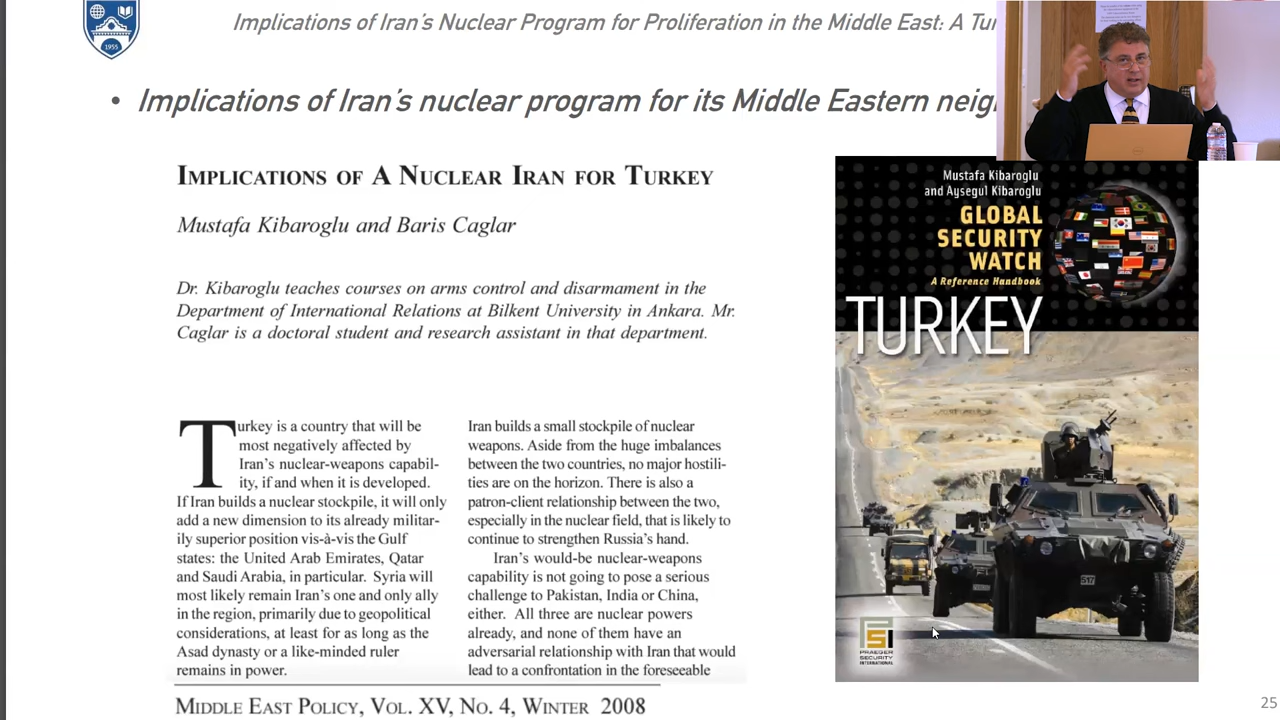 Implications of Iran's Nuclear Program for Proliferation in the Middle East: A Tur
1955
• Implications of Iran's nuclear program for its Middle Eastern neig
IMPLICATIONS OF A NUCLEAR IRAN FOR TURKEY
Mustafa Kibaroglu and Baris Caglar
Dr. Kibaroglu teaches courses on arms control and disarmament in the
Department of International Relations at Bilkent University in Ankara. Mr.
Caglar is a doctoral student and research assistant in that department.
Turkey is a country that will be
most negatively affected by
Iran's nuclear-weapons capabil-
ity, if and when it is developed.
If Iran builds a nuclear stockpile, it will only
add a new dimension to its already militar-
ily superior position vis-à-vis the Gulf
states: the United Arab Emirates, Qatar
and Saudi Arabia, in particular. Syria will
most likely remain Iran's one and only ally
in the region, primarily due to geopolitical
considerations, at least for as long as the
Asad dynasty or a like-minded ruler
remains in power.
Iran builds a small stockpile of nuclear
weapons. Aside from the huge imbalances
between the two countries, no major hostili-
ties are on the horizon. There is also a
patron-client relationship between the two,
especially in the nuclear field, that is likely to
continue to strengthen Russia's hand.
Iran's would-be nuclear-weapons
capability is not going to pose a serious
challenge to Pakistan, India or China,
either. All three are nuclear powers
already, and none of them have an
adversarial relationship with Iran that would
lead to a confrontation in the foreseeable
MIDDLE EAST POLICY, VOL. XV, NO. 4, WINTER 2008
Mustafa Kibaroglu
and Aysegul Kibaroglu
GLOBAL
SECURITY
WATCH
A Reference Handbook
TURKEY
517
PSI
PRAEGER
SECURITY
INTERNATIONAL
25